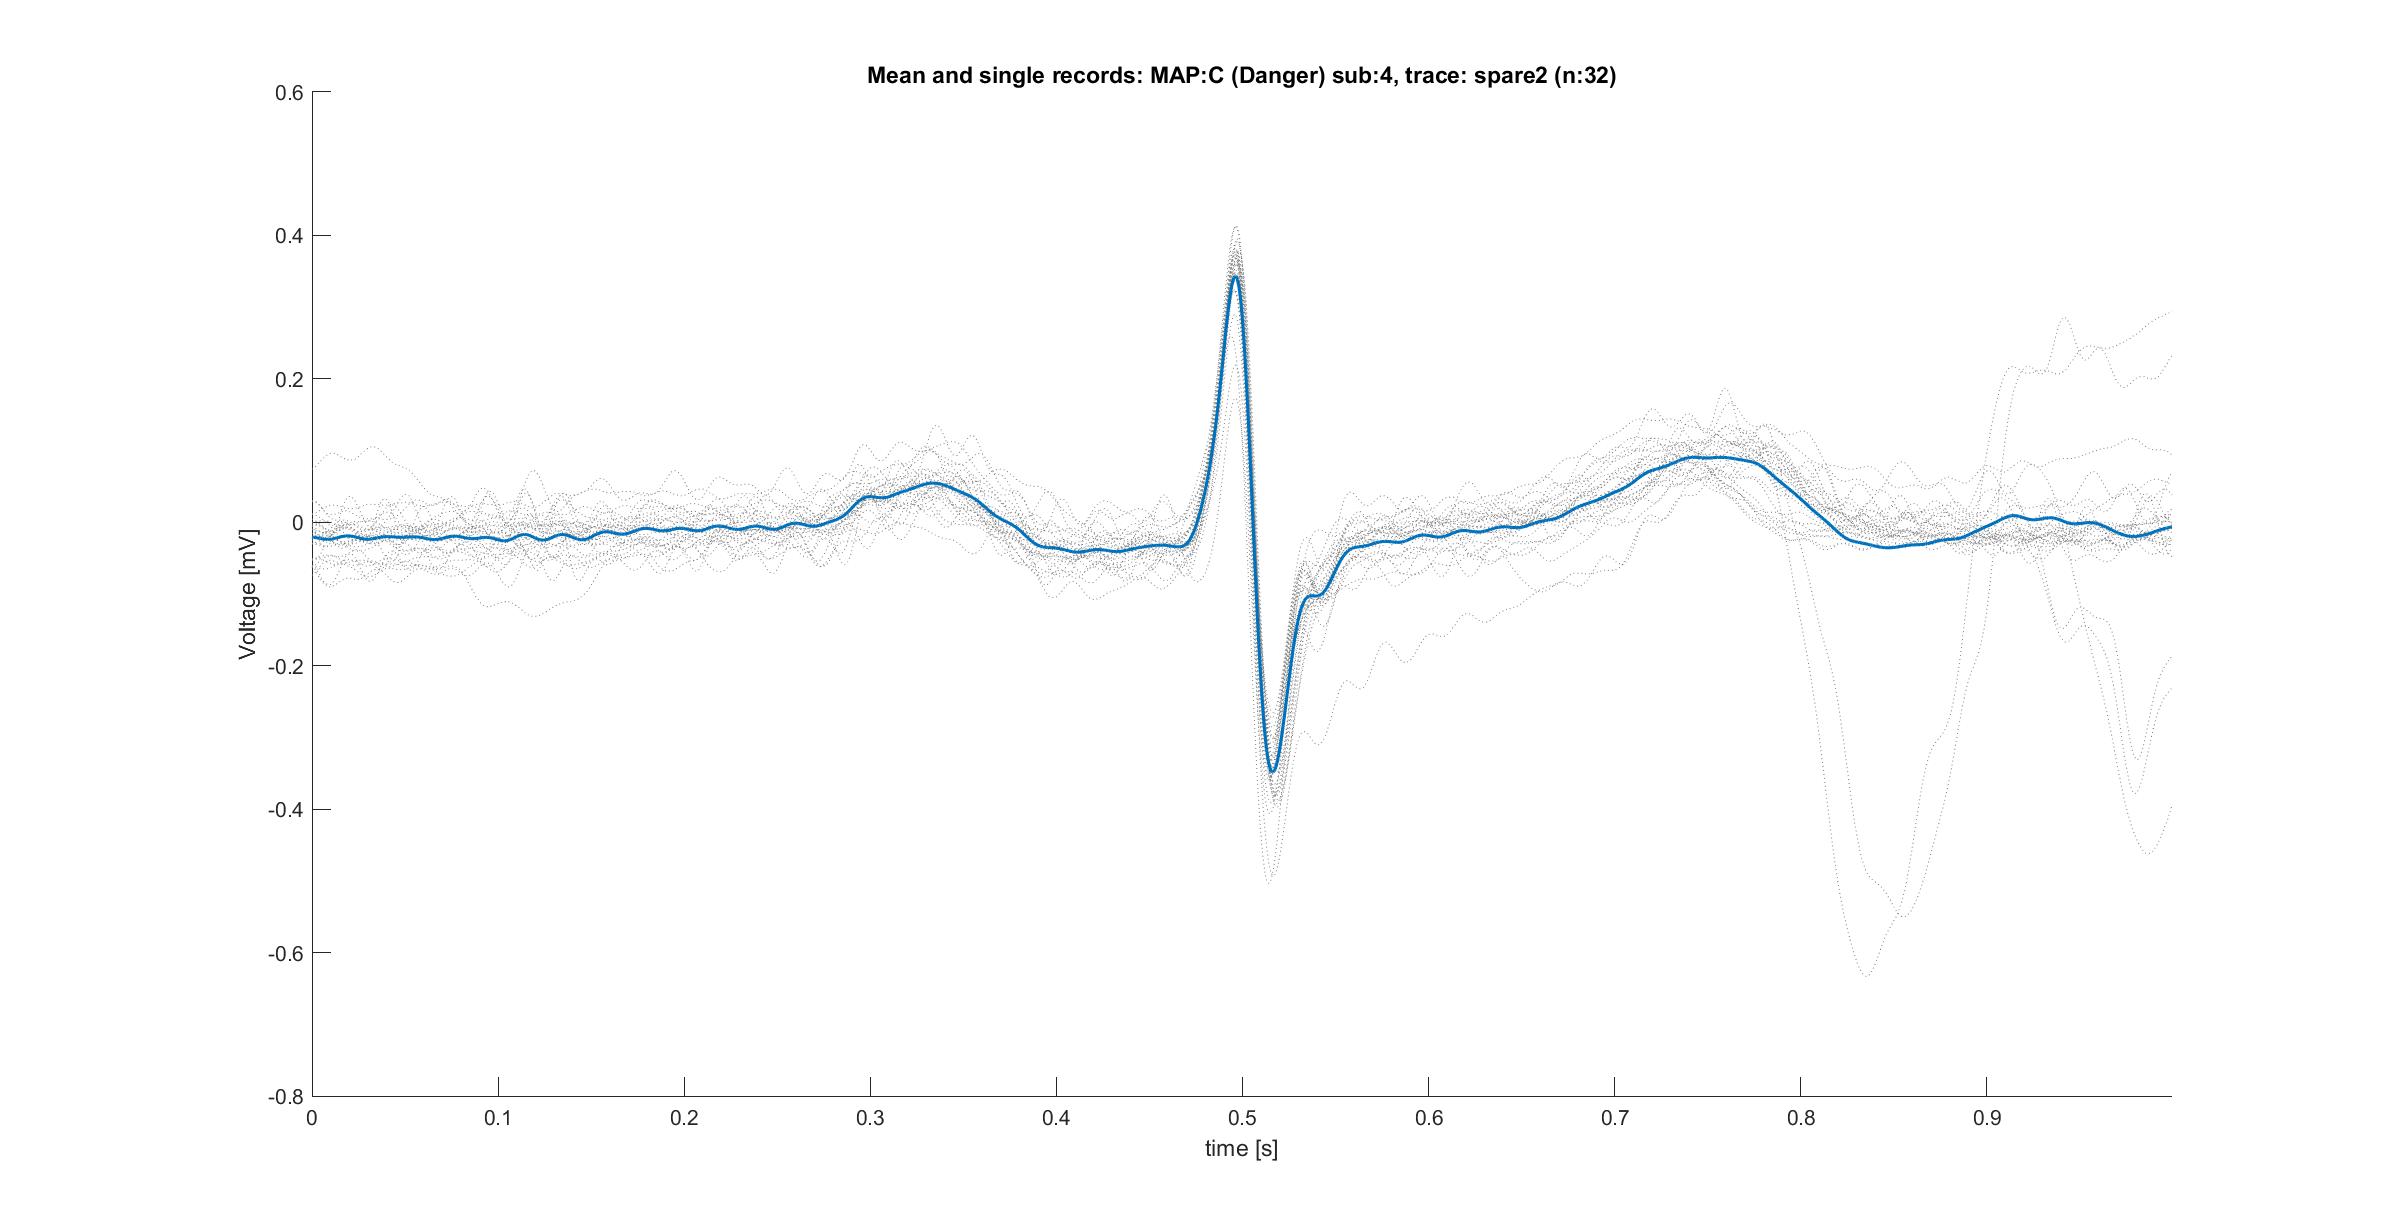 Mean and single records: MAP:C (Danger) sub:4, trace: spare2 (n:32)
0.6
0.4
0.2
0
-0.2
-0.4
-0.6
-0.8
Voltage [mV]
0 0.1 0.2 0.3 0.4 0.5 0.6 0.7 0.8 0.9
time [s]